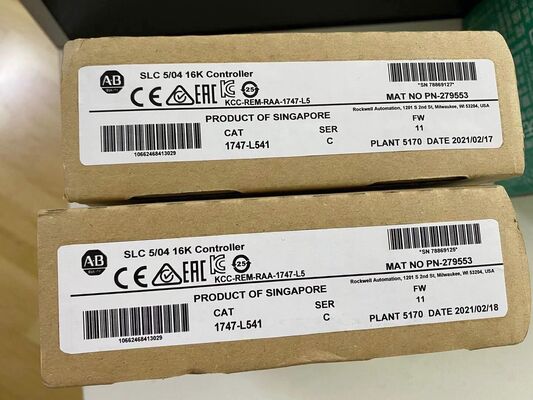 AB
SLC 5/04 16K Controller
*SN 78869127*
CE EAC KC 25
KCC-REM-RAA-1747-L5
MAT NO PN-279553
Rockwell Automation, 1201 S 2nd St, Milwaukee, WI 53204, USA
PRODUCT OF SINGAPORE
CAT SER FW
1747-L541 C 11
10662468413029
PLANT 5170 DATE 2021/02/17
AB
SLC 5/04 16K Controller
CE EAC KC 25
KCC-REM-RAA-1747-L5
MAT NO PN-279553
Rockwell Automation, 1201 S 2nd St, Milwaukee, WI 53204, USA
PRODUCT OF SINGAPORE
CAT SER FW
1747-L541 C 11
10662468413029
PLANT 5170 DATE 2021/02/18